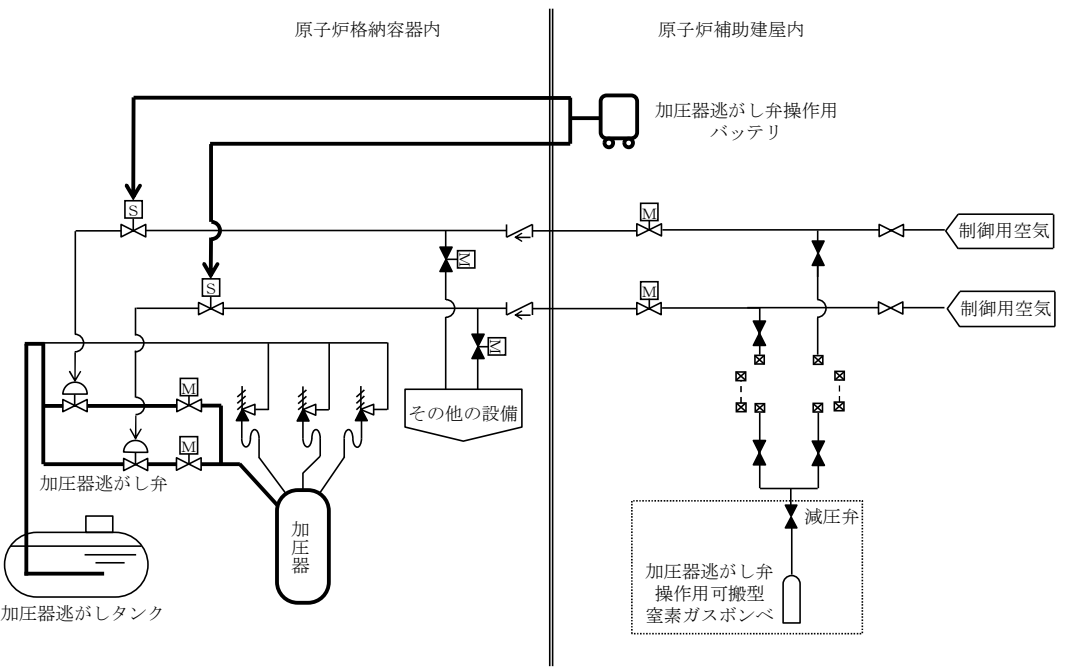 原子炉格納容器内
原子炉補助建屋内
加圧器逃がし弁操作用
バッテリ
S
M
制御用空気
M
S
M
制御用空気
M
M
その他の設備
M
加圧器逃がし弁
加圧器
減圧弁
加圧器逃がし弁
操作用可搬型
窒素ガスボンベ
加圧器逃がしタンク